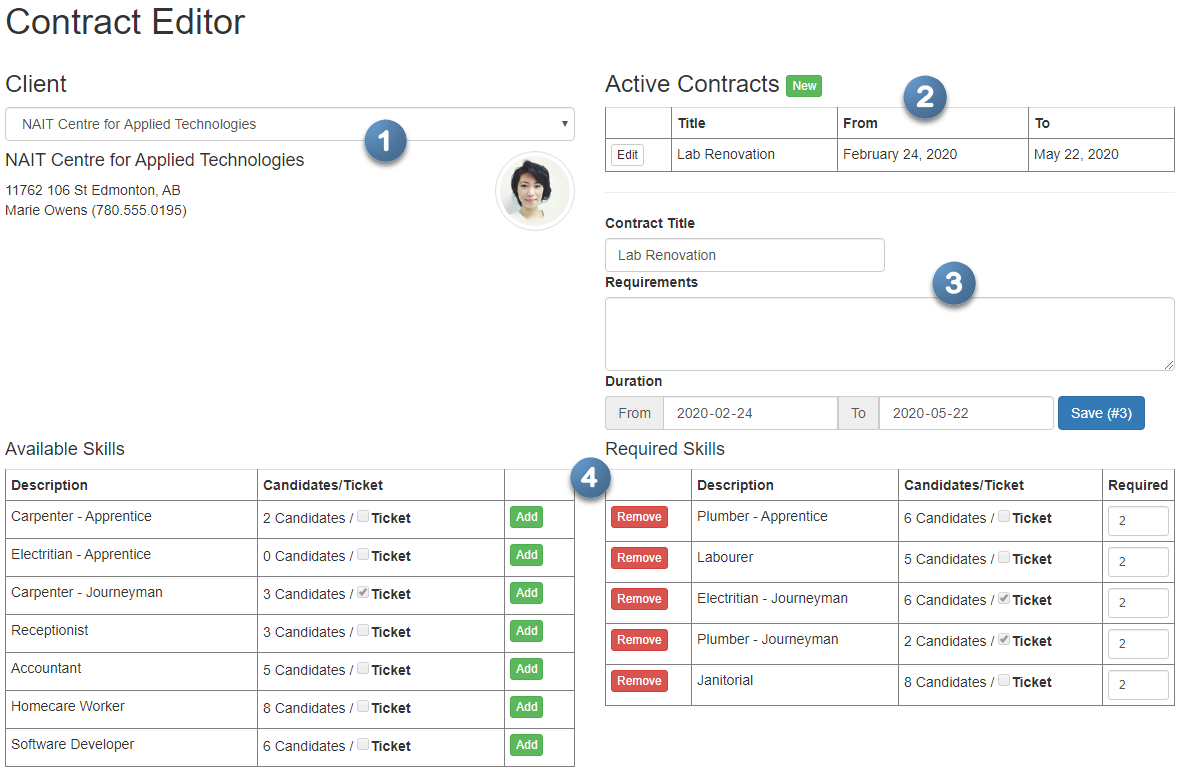 Contract Editor
Client
NAIT Centre for Applied Technologies
1
NAIT Centre for Applied Technologies
11762 106 St Edmonton, AB
Marie Owens (780.555.0195)
Active Contracts New
2
Title From To
Edit Lab Renovation February 24, 2020 May 22, 2020
Contract Title
Lab Renovation
Requirements
3
Duration
From 2020-02-24 To 2020-05-22 Save (#3)
Available Skills
Description Candidates/Ticket
Carpenter - Apprentice 2 Candidates / Ticket Add
Electritian - Apprentice 0 Candidates / Ticket Add
Carpenter - Journeyman 3 Candidates / Ticket Add
Receptionist 3 Candidates / Ticket Add
Accountant 5 Candidates / Ticket Add
Homecare Worker 8 Candidates / Ticket Add
Software Developer 6 Candidates / Ticket Add
4
Required Skills
Description Candidates/Ticket Required
Remove Plumber - Apprentice 6 Candidates / Ticket 2
Remove Labourer 5 Candidates / Ticket 2
Remove Electritian - Journeyman 6 Candidates / Ticket 2
Remove Plumber - Journeyman 2 Candidates / Ticket 2
Remove Janitorial 8 Candidates / Ticket 2